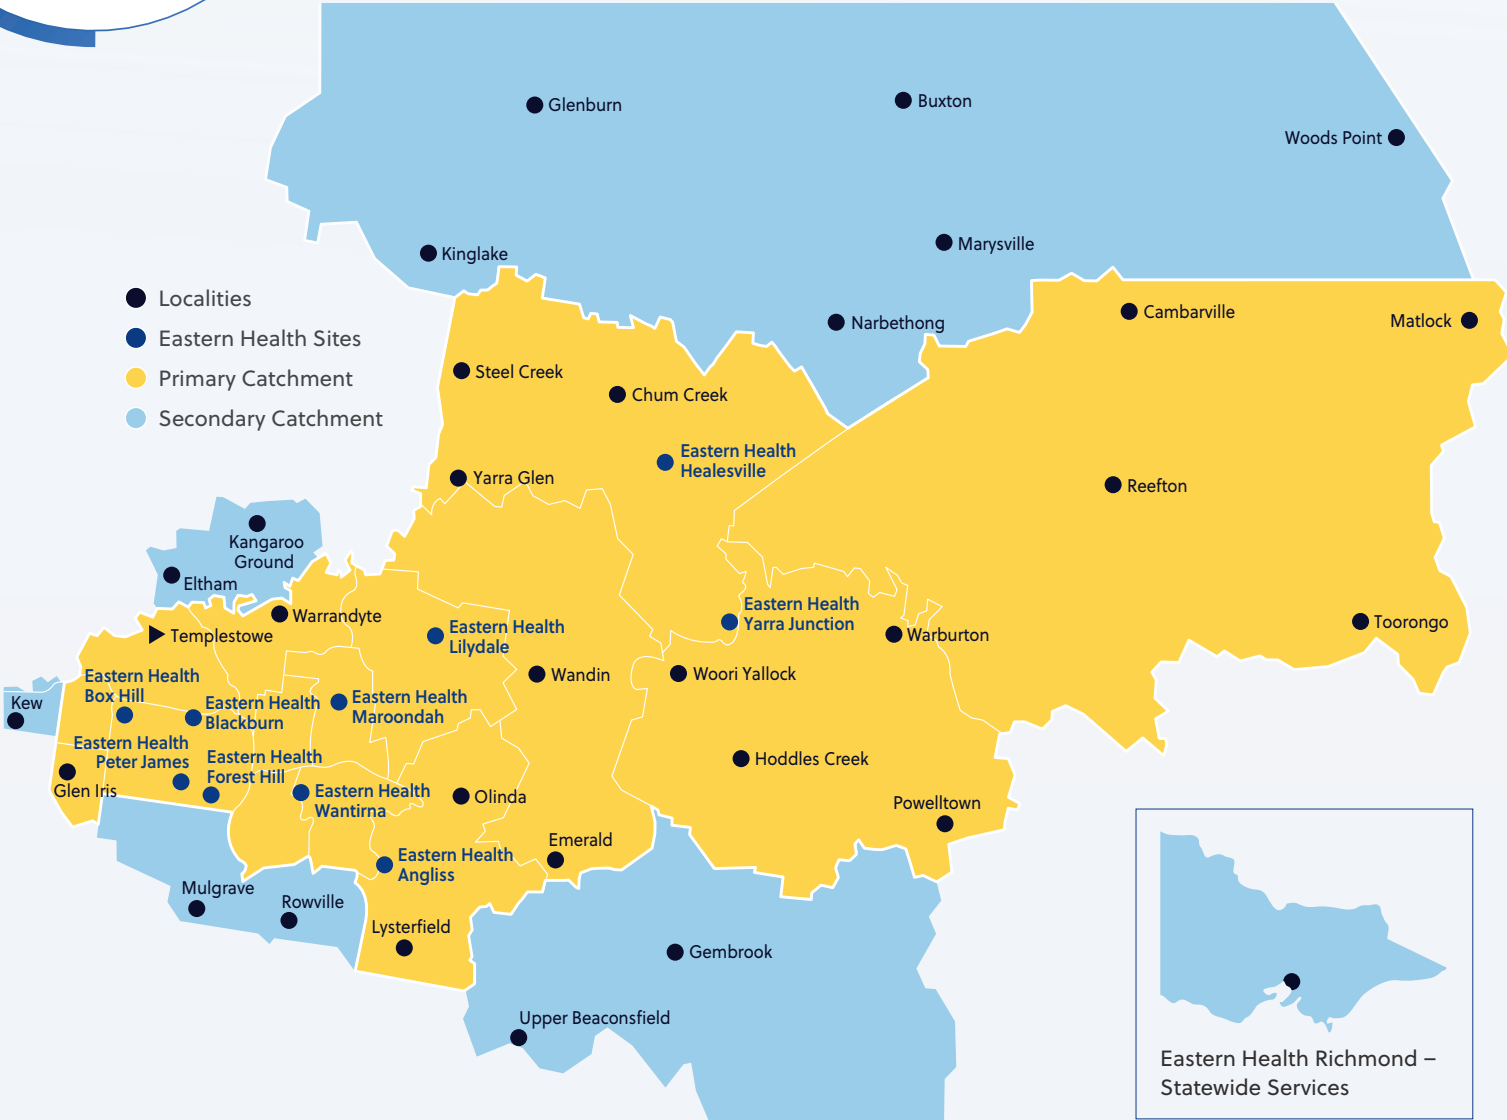 Glenburn
Buxton
Woods Point
Kinglake
Marysville
Localities
Eastern Health Sites
Primary Catchment
Secondary Catchment
Narbethong
Cambarville
Matlock
Steel Creek
Chum Creek
Eastern Health
Healesville
Yarra Glen
Reefton
Kangaroo
Ground
Eltham
Warrandyte
Templestowe
Eastern Health
Lilydale
Eastern Health
Yarra Junction
Warburton
Toorongo
Wandin
Woori Yallock
Kew
Eastern Health
Box Hill
Eastern Health
Blackburn
Eastern Health
Maroondah
Eastern Health
Peter James
Eastern Health
Forest Hill
Glen Iris
Eastern Health
Wantirna
Olinda
Hoddles Creek
Powelltown
Emerald
Eastern Health
Angliss
Mulgrave
Rowville
Lysterfield
Gembrook
Upper Beaconsfield
Eastern Health Richmond –
Statewide Services